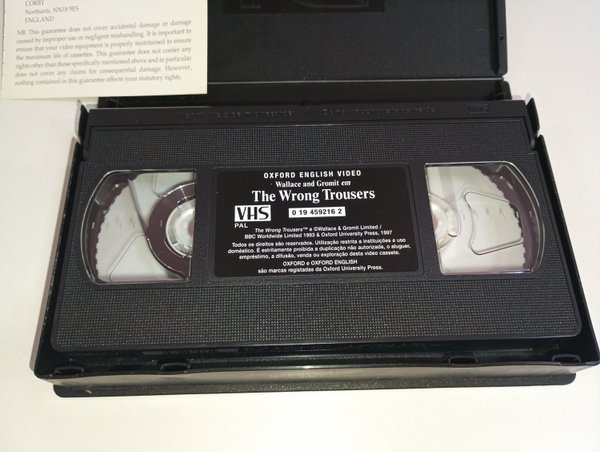 CORBY
Northants, NN18 9ES
ENGLAND
NB: This guarantee does not cover accidental damage or damage
caused by improper use or negligent mishandling. It is important to
ensure that your video equipment is properly maintained to ensure
the maximum life of cassettes. This guarantee does not confer any
rights other than those specifically mentioned above and in particular
does not cover any claims for consequential damage. However,
nothing contained in this guarantee affects your statutory rights.
OXFORD ENGLISH VIDEO
Wallace and Gromit em
The Wrong Trousers
VHS
PAL
0 19 459216 2
The Wrong Trousers™ e ©Wallace & Gromit Limited /
BBC Worldwide Limited 1993 & Oxford University Press, 1997
Todos os direitos são reservados. Utilização restrita a instituições e uso
doméstico. É estritamente proibida a duplicação não autorizada, o aluguer,
empréstimo, a difusão, venda ou exploração desta video cassete.
OXFORD e OXFORD ENGLISH
são marcas registadas da Oxford University Press.